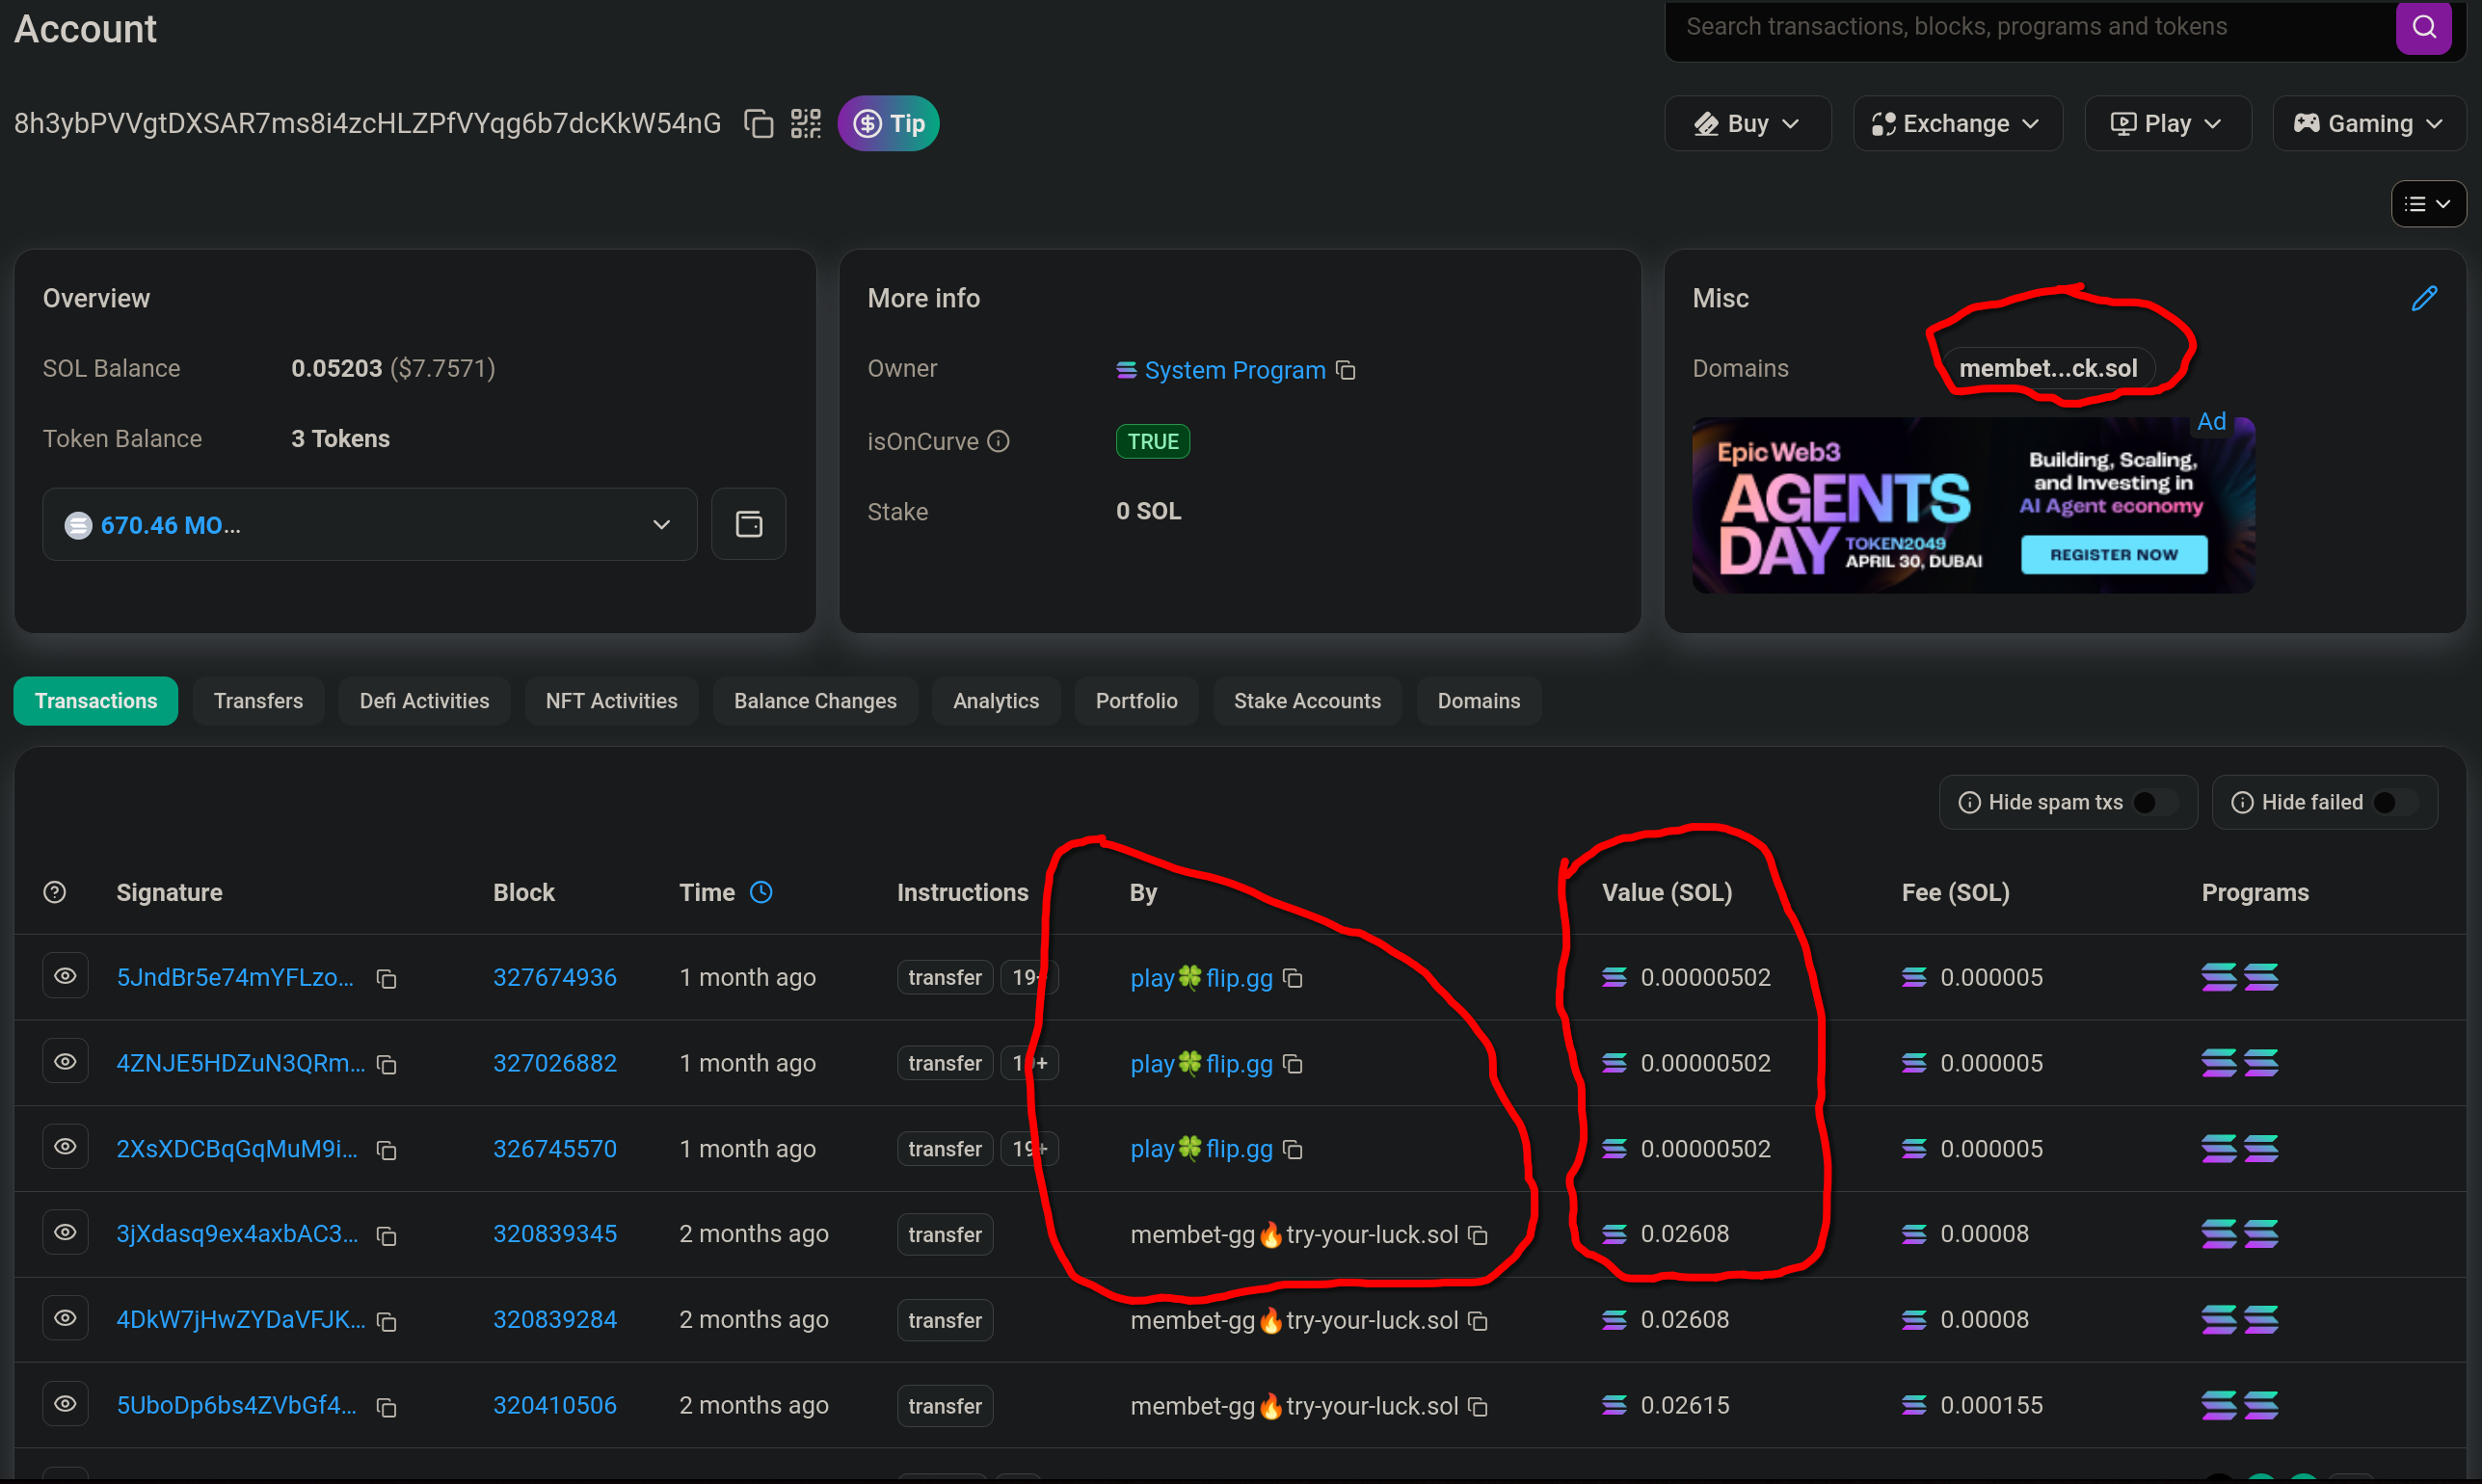 Account
Search transactions, blocks, programs and tokens
8h3ybPVVgtDXSAR7ms8i4zcHLZPfVYqg6b7dcKkW54nG Tip
Buy Exchange Play Gaming
Overview
SOL Balance 0.05203 ($7.7571)
Token Balance 3 Tokens
670.46 MO...
More info
Owner System Program
isOnCurve TRUE
Stake 0 SOL
Misc
Domains membet...ck.sol
Ad
Epic Web3
AGENTS
DAY TOKEN2049
APRIL 30, DUBAI
Building, Scaling,
and Investing in
AI Agent economy
REGISTER NOW
Transactions Transfers Defi Activities NFT Activities Balance Changes Analytics Portfolio Stake Accounts Domains
Hide spam txs Hide failed
Signature Block Time Instructions By Value (SOL) Fee (SOL) Programs
5JndBr5e74mYFLzo... 327674936 1 month ago transfer 19+ play🍀flip.gg 0.00000502 0.000005
4ZNJE5HDZuN3QRm... 327026882 1 month ago transfer 19+ play🍀flip.gg 0.00000502 0.000005
2XsXDCBqGqMuM9i... 326745570 1 month ago transfer 19+ play🍀flip.gg 0.00000502 0.000005
3jXdasq9ex4axbAC3... 320839345 2 months ago transfer membet-gg🔥try-your-luck.sol 0.02608 0.00008
4DkW7jHwZYDaVFJK... 320839284 2 months ago transfer membet-gg🔥try-your-luck.sol 0.02608 0.00008
5UboDp6bs4ZVbGf4... 320410506 2 months ago transfer membet-gg🔥try-your-luck.sol 0.02615 0.000155